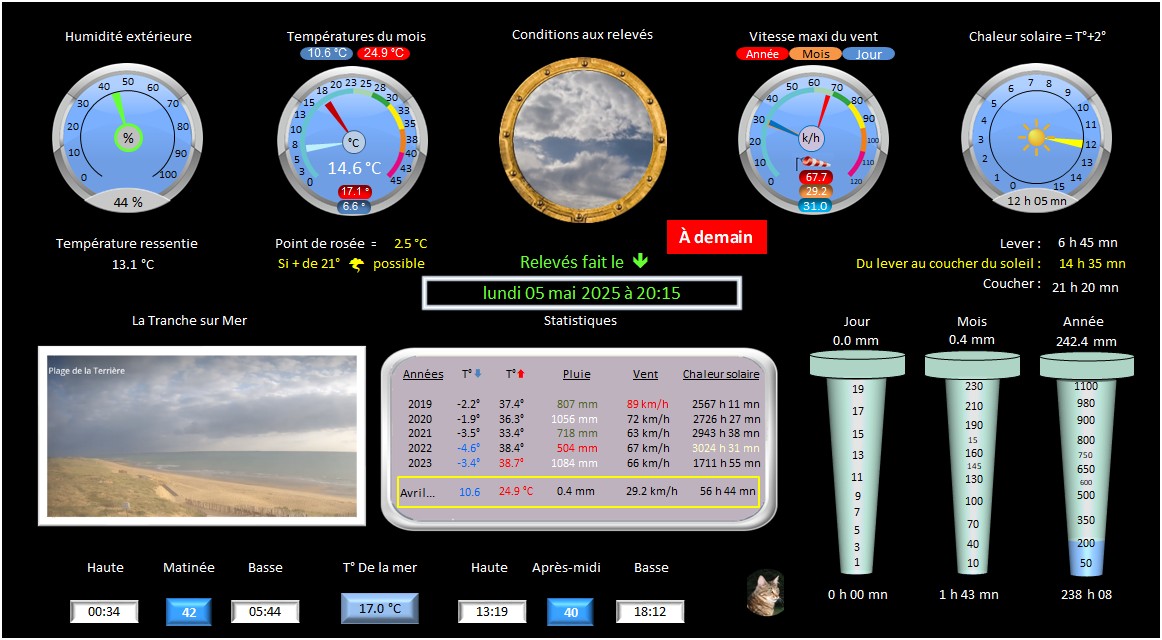 Humidité extérieure
Températures du mois
Conditions aux relevés
Vitesse maxi du vent
Chaleur solaire = T°+2°
10.6 °C 24.9 °C
Année Mois Jour
0 10 20 30 40 50 60 70 80 90 100
%
44 %
0 3 5 8 10 13 15 18 20 23 25 28 30 33 35 38 40 43 45
°C
14.6 °C
17.1 °
6.6 °
0 10 20 30 40 50 60 70 80 90 100 110 120
k/h
67.7
29.2
31.0
0 1 2 3 4 5 6 7 8 9 10 11 12 13 14 15
12 h 05 mn
Température ressentie
13.1 °C
Point de rosée = 2.5 °C
Si + de 21° possible
À demain
Relevés fait le
lundi 05 mai 2025 à 20:15
Lever : 6 h 45 mn
Du lever au coucher du soleil : 14 h 35 mn
Coucher : 21 h 20 mn
La Tranche sur Mer
Plage de la Terrière
Statistiques
Années T° T° Pluie Vent Chaleur solaire
2019 -2.2° 37.4° 807 mm 89 km/h 2567 h 11 mn
2020 -1.9° 36.3° 1056 mm 72 km/h 2726 h 27 mn
2021 -3.5° 33.4° 718 mm 63 km/h 2943 h 38 mn
2022 -4.6° 38.4° 504 mm 67 km/h 3024 h 31 mn
2023 -3.4° 38.7° 1084 mm 66 km/h 1711 h 55 mn
Avril... 10.6 24.9 °C 0.4 mm 29.2 km/h 56 h 44 mn
Jour
0.0 mm
19
17
15
13
11
9
7
5
3
1
0 h 00 mn
Mois
0.4 mm
230
210
190
15
160
145
130
100
70
40
10
1 h 43 mn
Année
242.4 mm
1100
980
900
800
750
650
600
500
350
200
50
238 h 08
Haute Matinée Basse T° De la mer Haute Après-midi Basse
00:34 42 05:44 17.0 °C 13:19 40 18:12